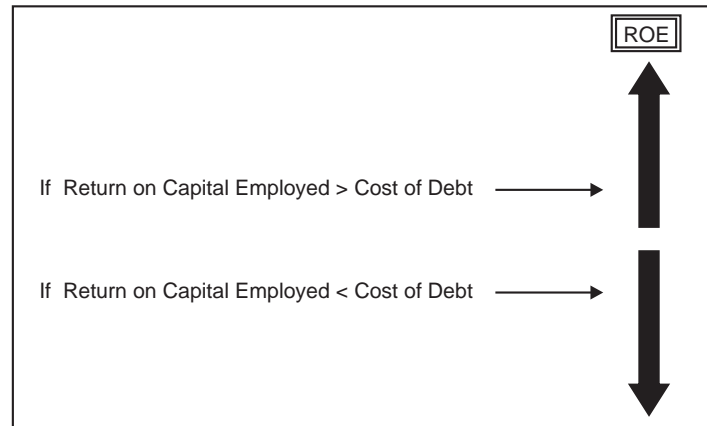 ROE
If Return on Capital Employed > Cost of Debt
If Return on Capital Employed < Cost of Debt